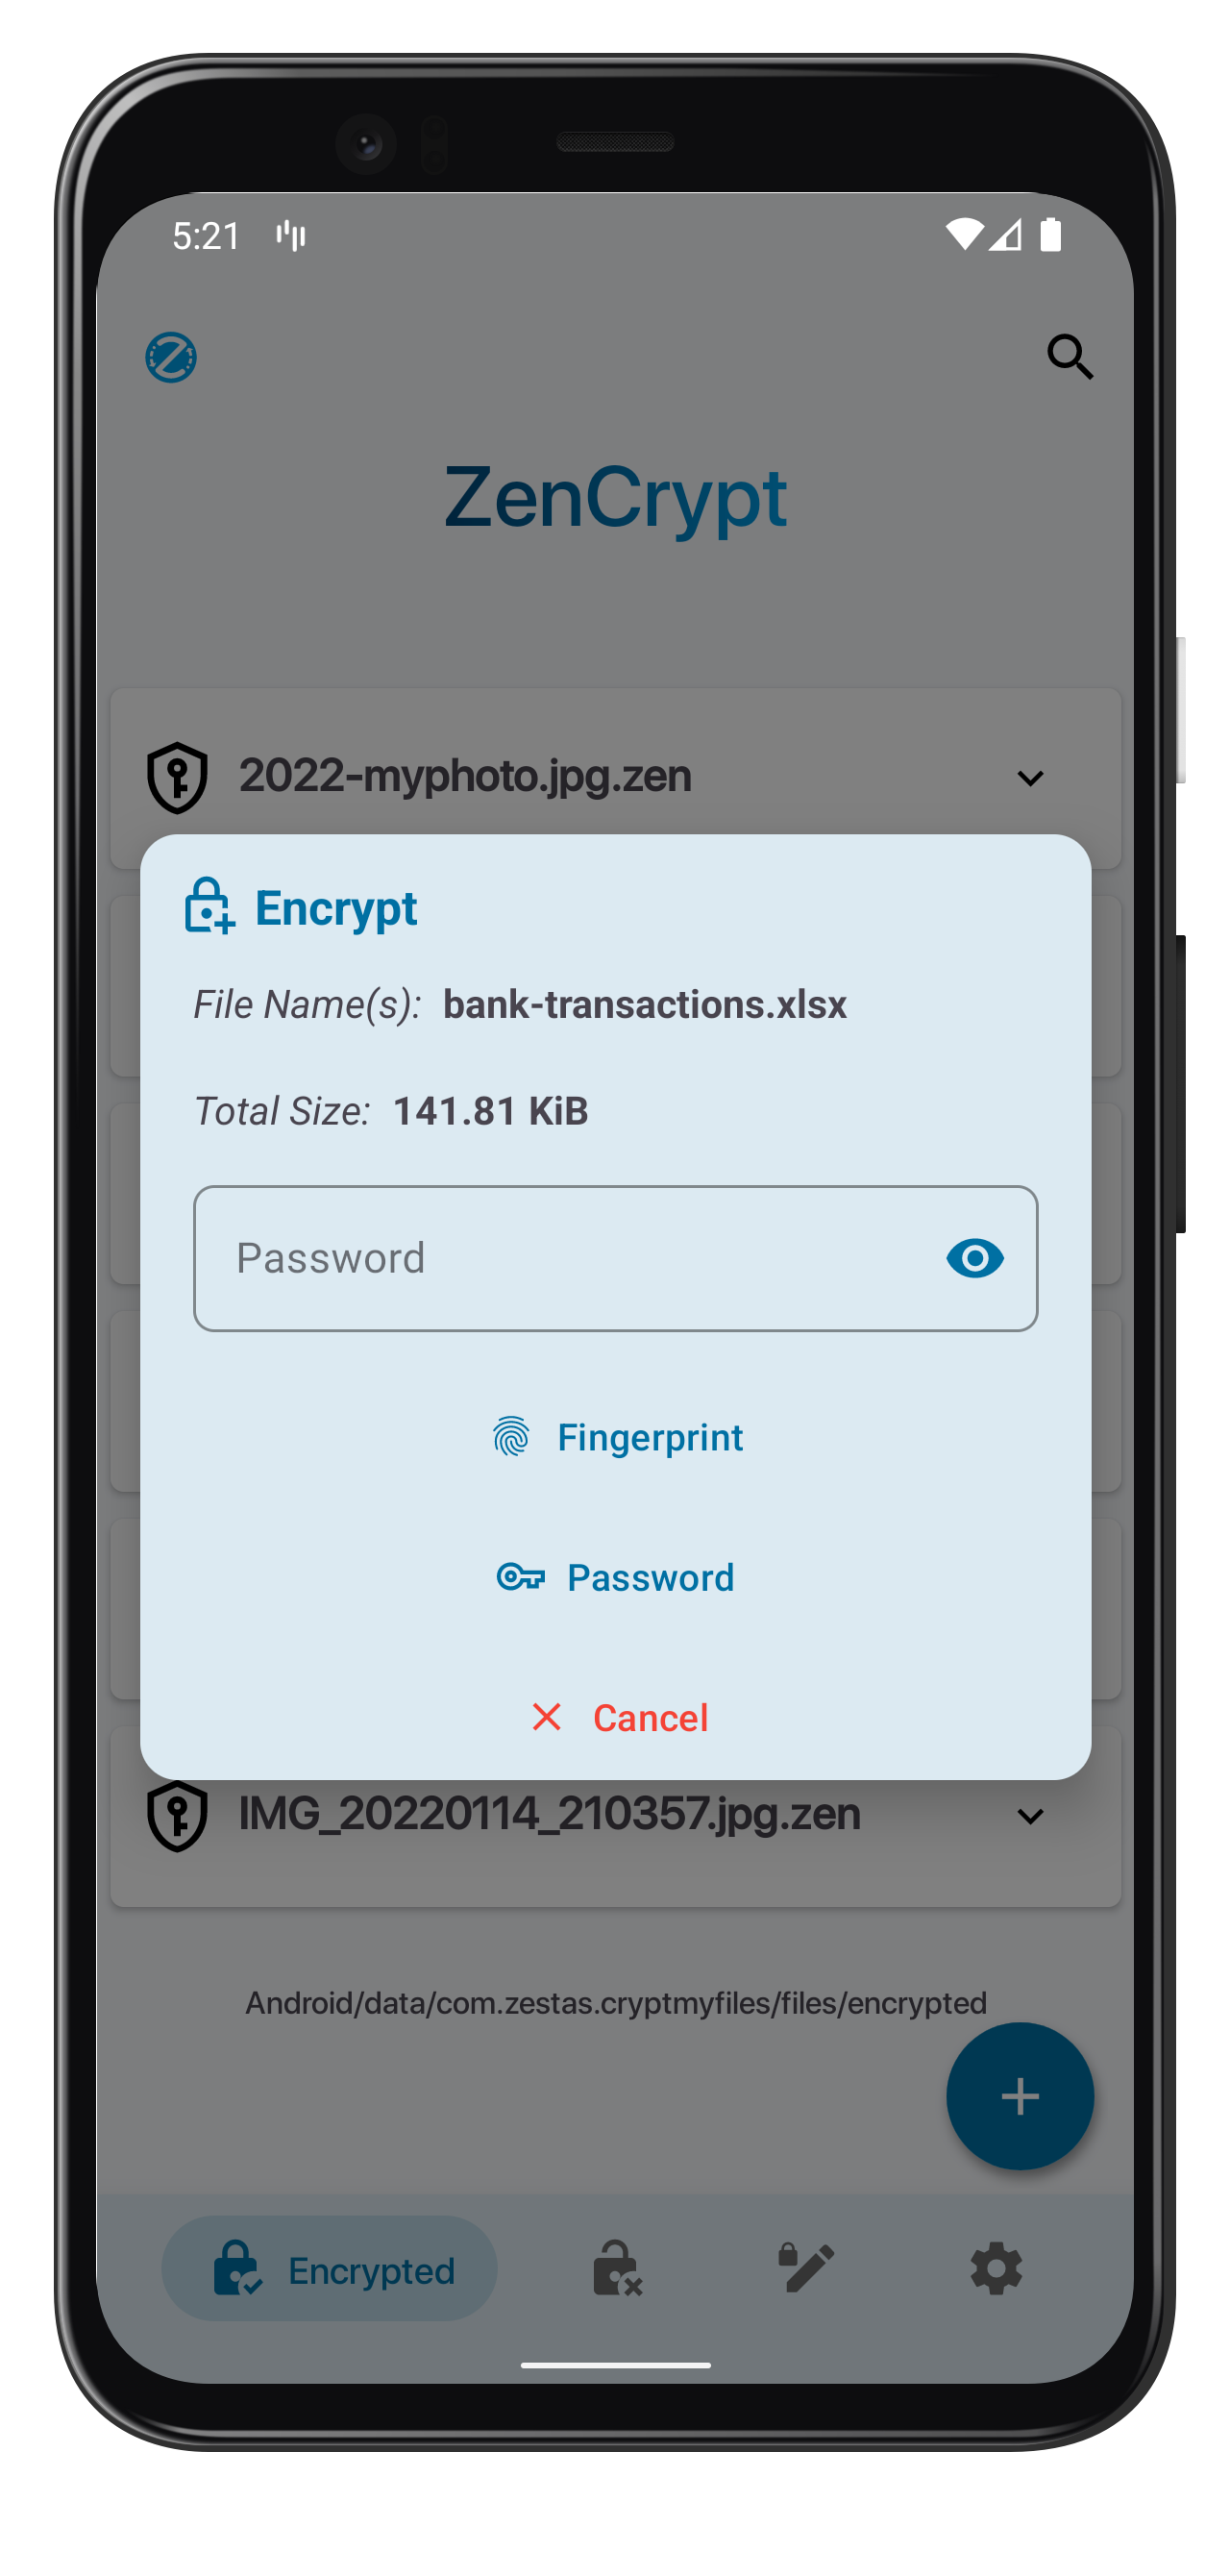 5:21
ZenCrypt
2022-myphoto.jpg.zen
Encrypt
File Name(s): bank-transactions.xlsx
Total Size: 141.81 KiB
Password
Fingerprint
Password
Cancel
IMG_20220114_210357.jpg.zen
Android/data/com.zestas.cryptmyfiles/files/encrypted
Encrypted